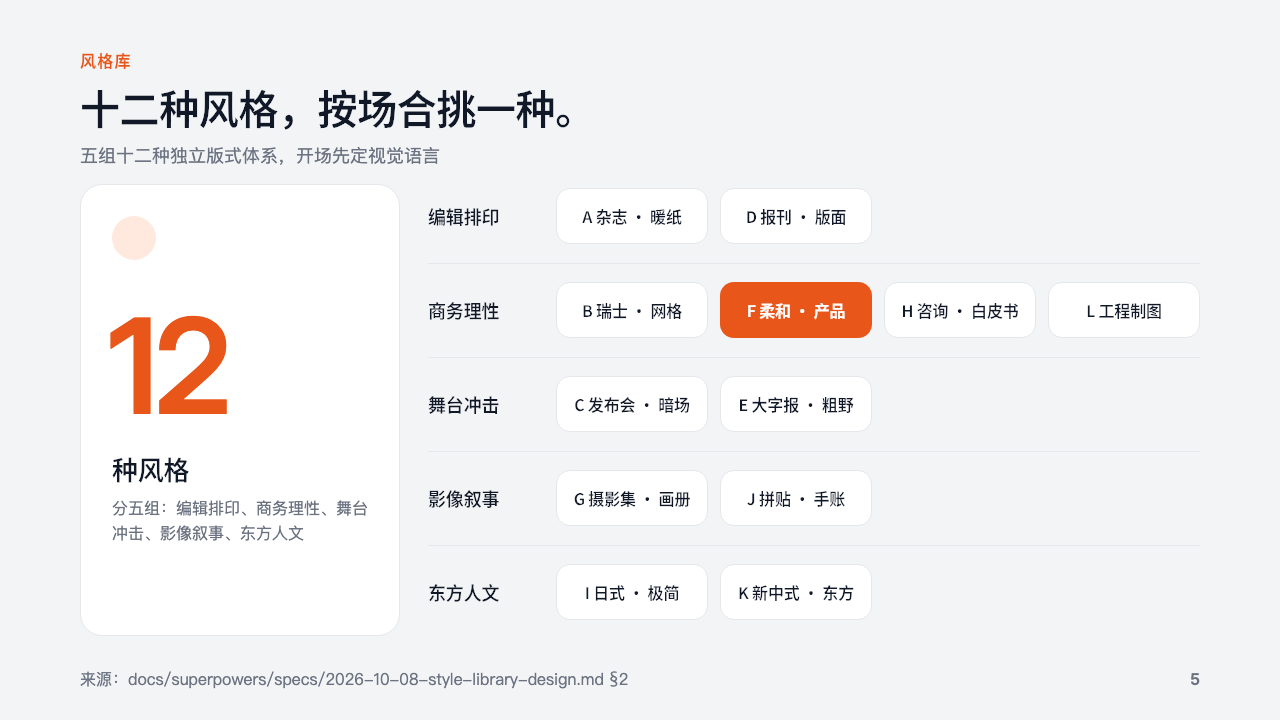 风格库
十二种风格，按场合挑一种。
五组十二种独立版式体系，开场先定视觉语言
12
种风格
分五组：编辑排印、商务理性、舞台
冲击、影像叙事、东方人文
编辑排印
A 杂志 · 暖纸
D 报刊 · 版面
商务理性
B 瑞士 · 网格
F 柔和 · 产品
H 咨询 · 白皮书
L 工程制图
舞台冲击
C 发布会 · 暗场
E 大字报 · 粗野
影像叙事
G 摄影集 · 画册
J 拼贴 · 手账
东方人文
I 日式 · 极简
K 新中式 · 东方
来源：docs/superpowers/specs/2026-10-08-style-library-design.md §2
5